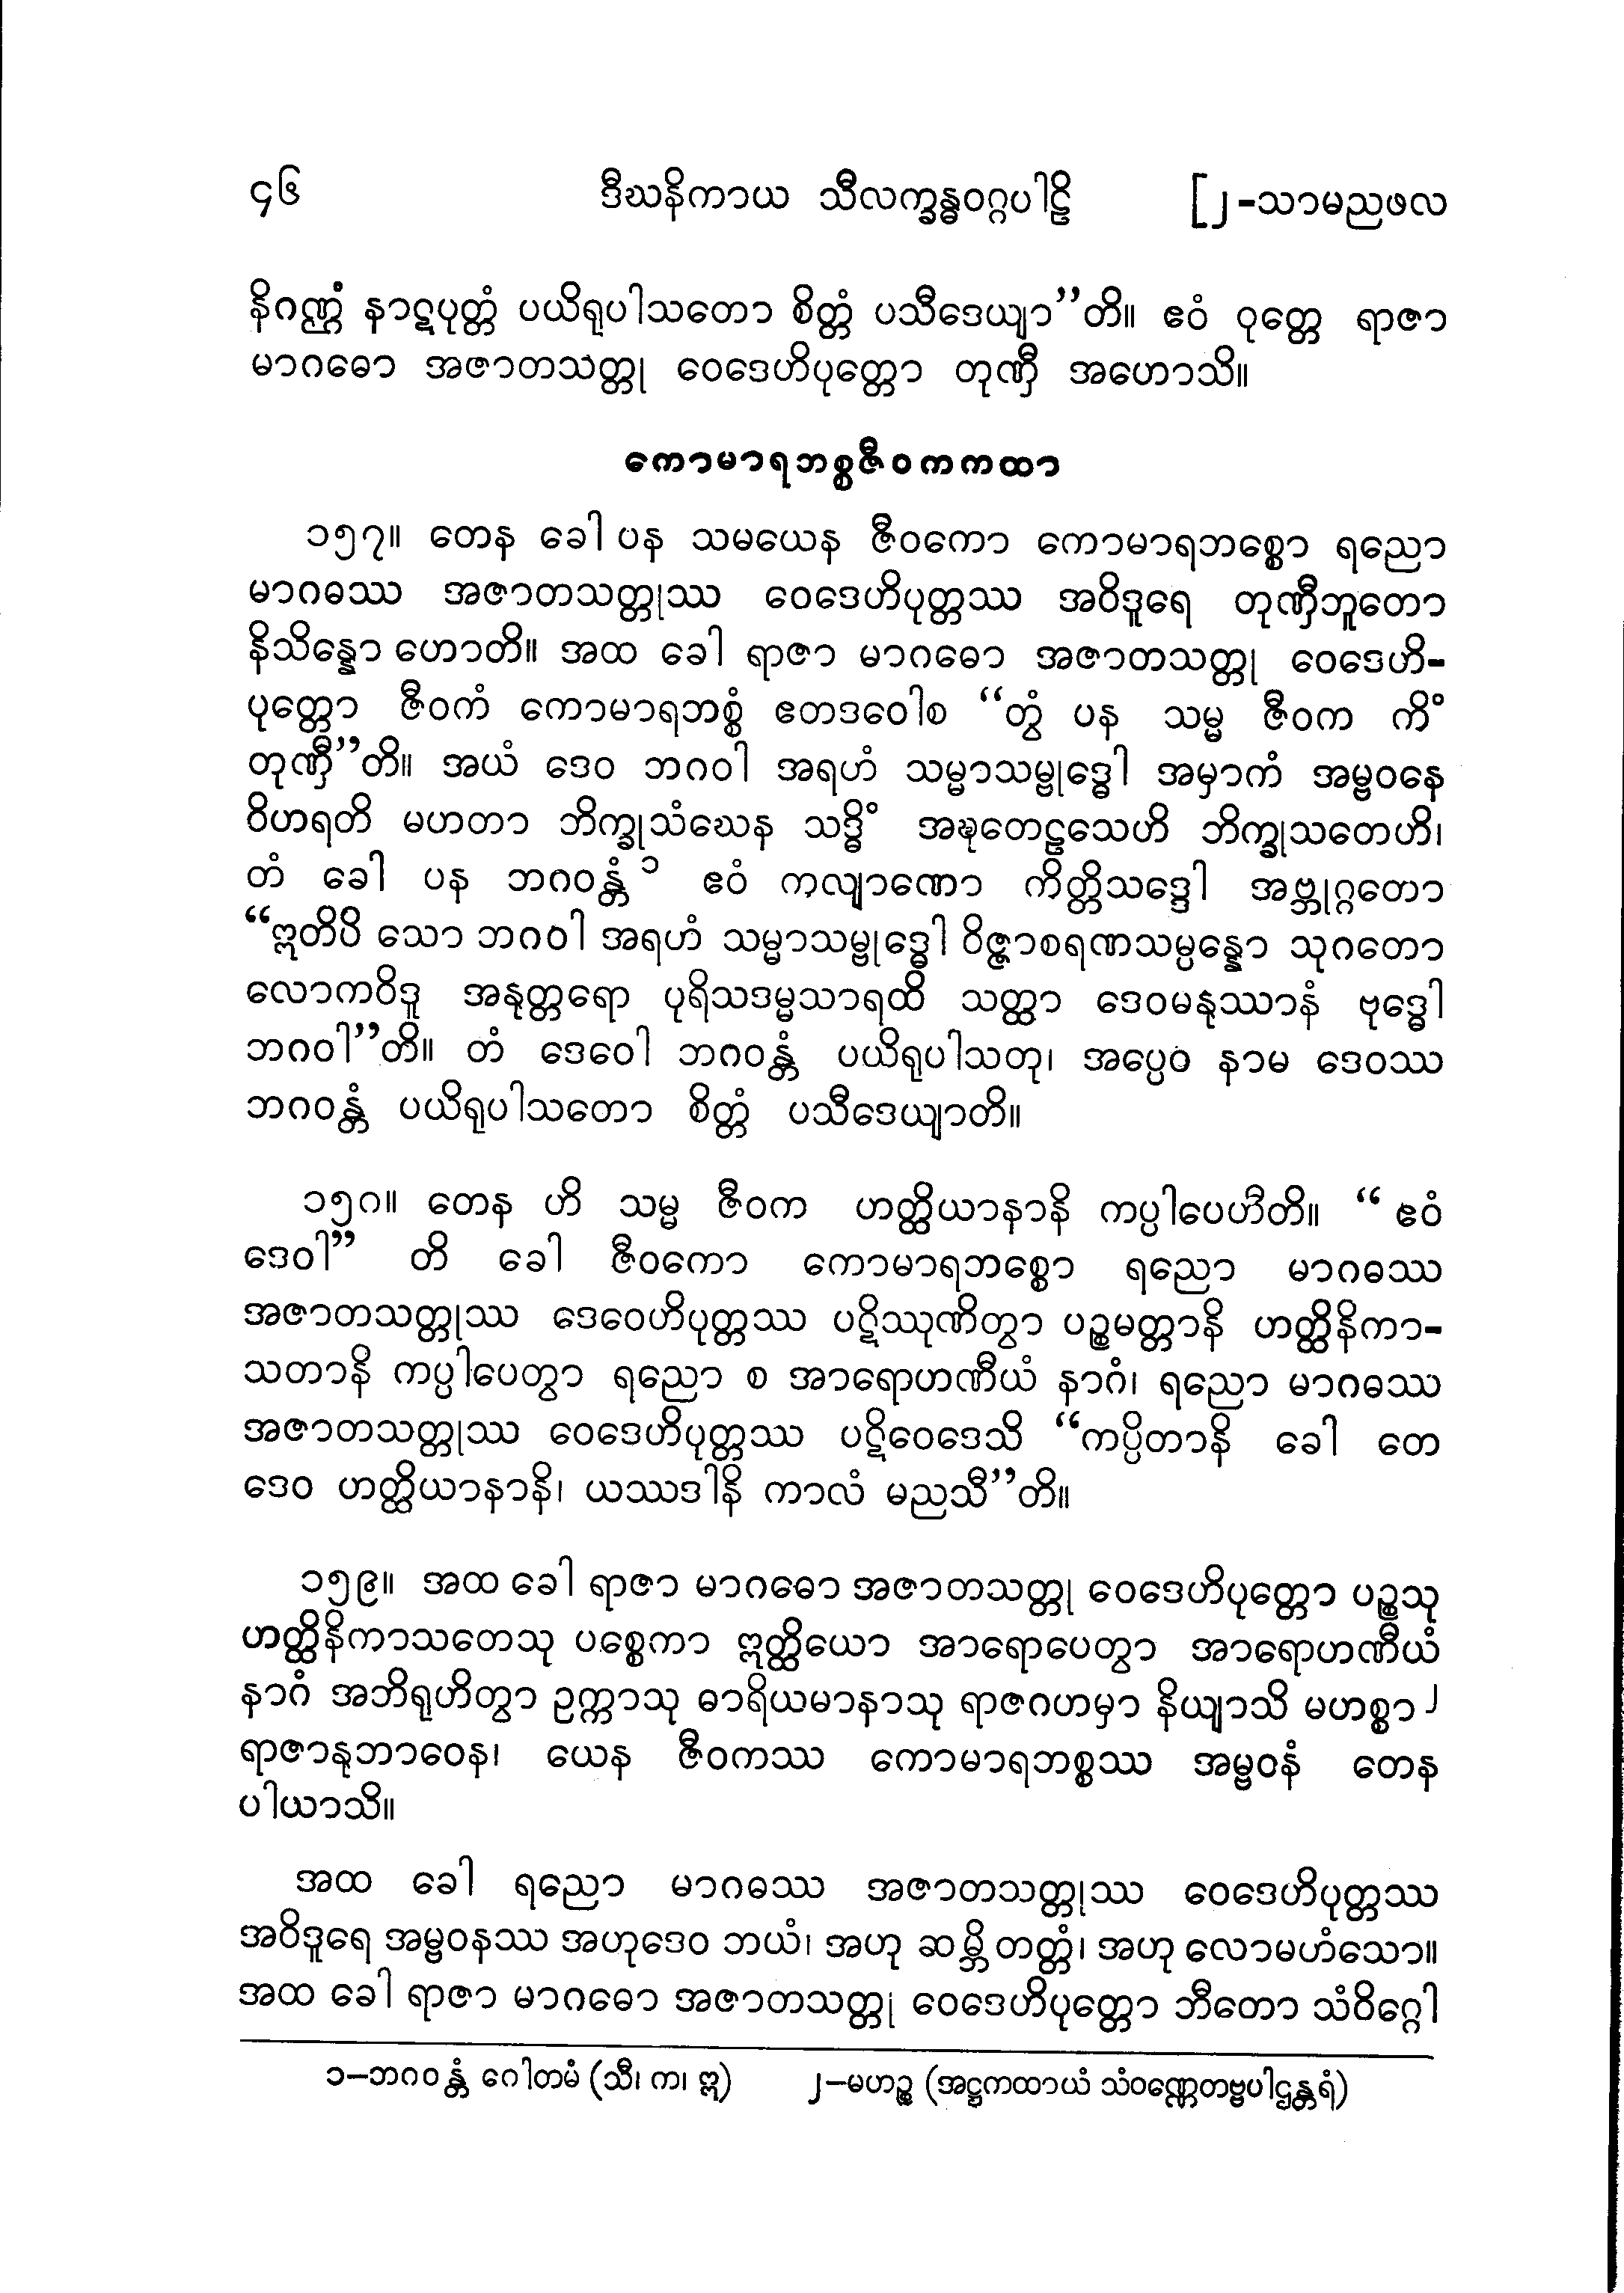 ၄၆ ဒီဃနိကာယ သီလက္ခန္ဓဝဂ္ဂပါဠိ [၂-သာမညဖလ
နိဂဏ္ဌံ နာဋပုတ္တံ ပယိရုပါသတော စိတ္တံ ပသီဒေယျာ”တိ။ ဧဝံ ဝုတ္တေ ရာဇာ
မာဂဓော အဇာတသတ္တု ဝေဒေဟိပုတ္တော တုဏှီ အဟောသိ။
ကောမာရဘစ္စဇီဝကကထာ
၁၅၇။ တေန ခေါ ပန သမယေန ဇီဝကော ကောမာရဘစ္စော ရညော
မာဂဓဿ အဇာတသတ္တုဿ ဝေဒေဟိပုတ္တဿ အဝိဒူရေ တုဏှီဘူတော
နိသိန္နော ဟောတိ။ အထ ခေါ ရာဇာ မာဂဓော အဇာတသတ္တု ဝေဒေဟိ-
ပုတ္တော ဇီဝကံ ကောမာရဘစ္စံ ဧတဒဝေါစ “တွံ ပန သမ္မ ဇီဝက ကိံ
တုဏှီ”တိ။ အယံ ဒေဝ ဘဂဝါ အရဟံ သမ္မာသမ္ဗုဒ္ဓေါ အမှာကံ အမ္ဗဝနေ
ဝိဟရတိ မဟတာ ဘိက္ခုသံဃေန သဒ္ဓိံ အဍ္ဎတေဠသေဟိ ဘိက္ခုသတေဟိ၊
တံ ခေါ ပန ဘဂဝန္တံ ၁ ဧဝံ ကလျာဏော ကိတ္တိသဒ္ဒေါ အဗ္ဘုဂ္ဂတော
“ဣတိပိ သော ဘဂဝါ အရဟံ သမ္မာသမ္ဗုဒ္ဓေါ ဝိဇ္ဇာစရဏသမ္ပန္နော သုဂတော
လောကဝိဒူ အနုတ္တရော ပုရိသဒမ္မသာရထိ သတ္ထာ ဒေဝမနုဿာနံ ဗုဒ္ဓေါ
ဘဂဝါ”တိ။ တံ ဒေဝေါ ဘဂဝန္တံ ပယိရုပါသတု၊ အပ္ပေဝ နာမ ဒေဝဿ
ဘဂဝန္တံ ပယိရုပါသတော စိတ္တံ ပသီဒေယျာတိ။
၁၅၈။ တေန ဟိ သမ္မ ဇီဝက ဟတ္ထိယာနာနိ ကပ္ပါပေဟီတိ။ “ ဧဝံ
ဒေဝါ” တိ ခေါ ဇီဝကော ကောမာရဘစ္စော ရညော မာဂဓဿ
အဇာတသတ္တုဿ ဒေဝေဟိပုတ္တဿ ပဋိဿုဏိတွာ ပဉ္စမတ္တာနိ ဟတ္ထိနိကာ-
သတာနိ ကပ္ပါပေတွာ ရညော စ အာရောဟဏီယံ နာဂံ၊ ရညော မာဂဓဿ
အဇာတသတ္တုဿ ဝေဒေဟိပုတ္တဿ ပဋိဝေဒေသိ “ကပ္ပိတာနိ ခေါ တေ
ဒေဝ ဟတ္ထိယာနာနိ၊ ယဿဒါနိ ကာလံ မညသီ”တိ။
၁၅၉။ အထ ခေါ ရာဇာ မာဂဓော အဇာတသတ္တု ဝေဒေဟိပုတ္တော ပဉ္စသု
ဟတ္ထိနိကာသတေသု ပစ္စေကာ ဣတ္ထိယော အာရောပေတွာ အာရောဟဏီယံ
နာဂံ အဘိရုဟိတွာ ဥက္ကာသု ဓာရိယမာနာသု ရာဇဂဟမှာ နိယျာသိ မဟစ္စာ ၂
ရာဇာနုဘာဝေန၊ ယေန ဇီဝကဿ ကောမာရဘစ္စဿ အမ္ဗဝနံ တေန
ပါယာသိ။
အထ ခေါ ရညော မာဂဓဿ အဇာတသတ္တုဿ ဝေဒေဟိပုတ္တဿ
အဝိဒူရေ အမ္ဗဝနဿ အဟုဒေဝ ဘယံ၊ အဟု ဆမ္ဘိတတ္တံ၊ အဟု လောမဟံသော။
အထ ခေါ ရာဇာ မာဂဓော အဇာတသတ္တု ဝေဒေဟိပုတ္တော ဘီတော သံဝိဂ္ဂေါ
၁–ဘဂဝန္တံ ဂေါတမံ (သီ၊ က၊ ဣ) ၂–မဟဉ္စ (အဋ္ဌကထာယံ သံဝဏ္ဏေတဗ္ဗပါဌန္တရံ)